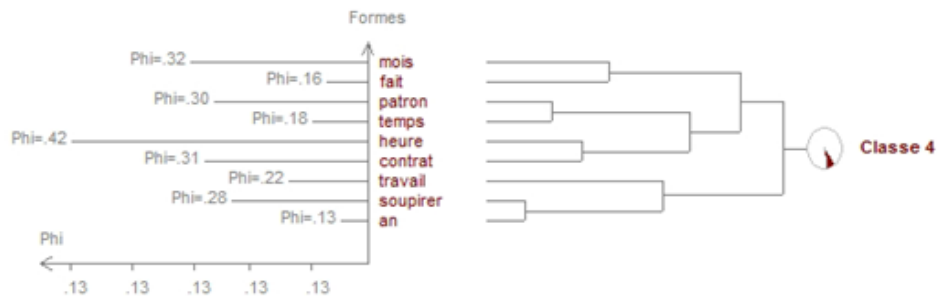 Formes
Phi=.32 mois
Phi=.16 fait
Phi=.30 patron
Phi=.18 temps
Phi=.42 heure
Phi=.31 contrat
Phi=.22 travail
Phi=.28 soupirer
Phi=.13 an
Classe 4
Phi
.13 .13 .13 .13 .13